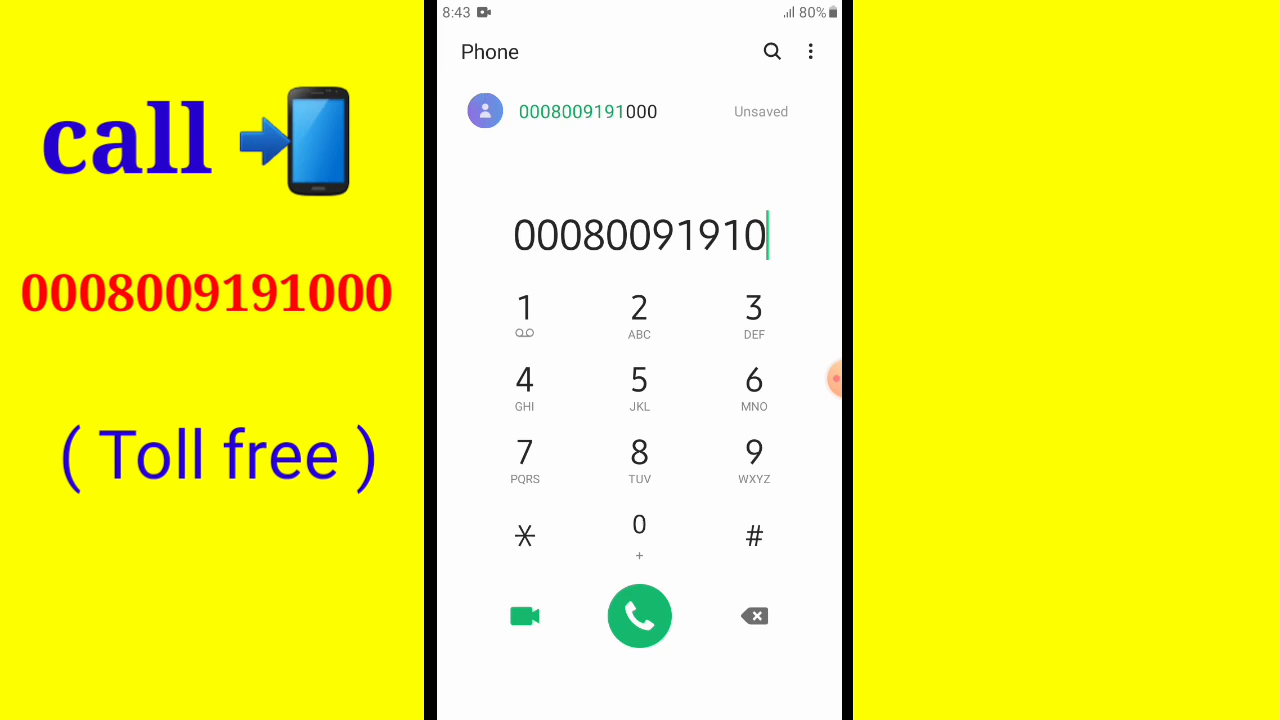 call
0008009191000
( Toll free )
8:43
80%
Phone
0008009191000 Unsaved
00080091910
1 2 3
ABC DEF
4 5 6
GHI JKL MNO
7 8 9
PQRS TUV WXYZ
* 0 #
+